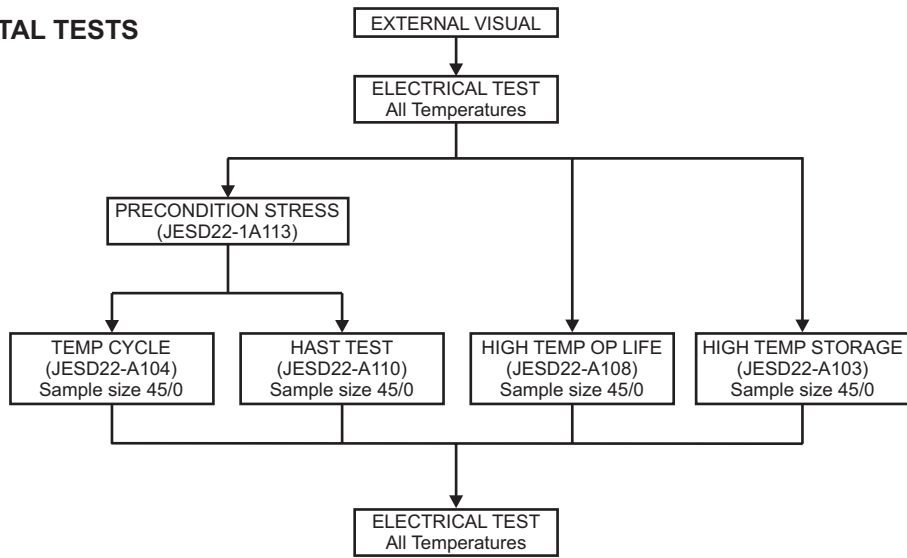 TAL TESTS
EXTERNAL VISUAL
ELECTRICAL TEST
All Temperatures
PRECONDITION STRESS
(JESD22-1A113)
TEMP CYCLE
(JESD22-A104)
Sample size 45/0
HAST TEST
(JESD22-A110)
Sample size 45/0
HIGH TEMP OP LIFE
(JESD22-A108)
Sample size 45/0
HIGH TEMP STORAGE
(JESD22-A103)
Sample size 45/0
ELECTRICAL TEST
All Temperatures